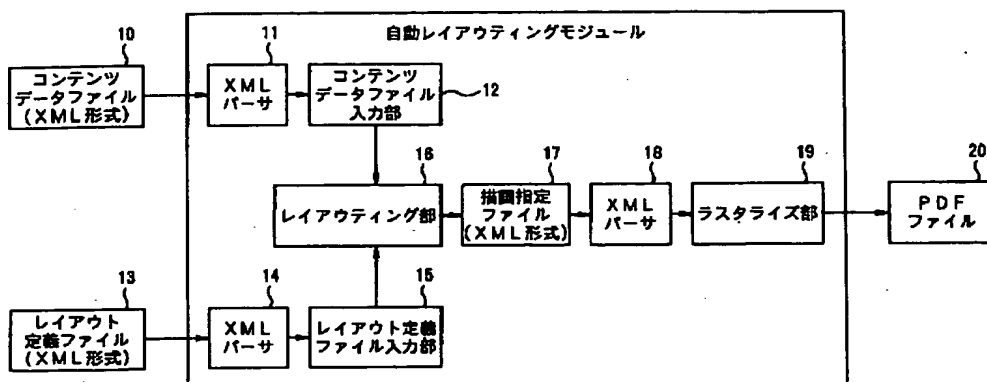 自動レイアウティングモジュール
10
コンテンツ
データファイル
(XML形式)
11
XML
パーサ
コンテンツ
データファイル
入力部
12
16
レイアウティング部
17
描画指定
ファイル
(XML形式)
18
XML
パーサ
19
ラスタライズ部
20
PDF
ファイル
13
レイアウト
定義ファイル
(XML形式)
14
XML
パーサ
15
レイアウト定義
ファイル入力部